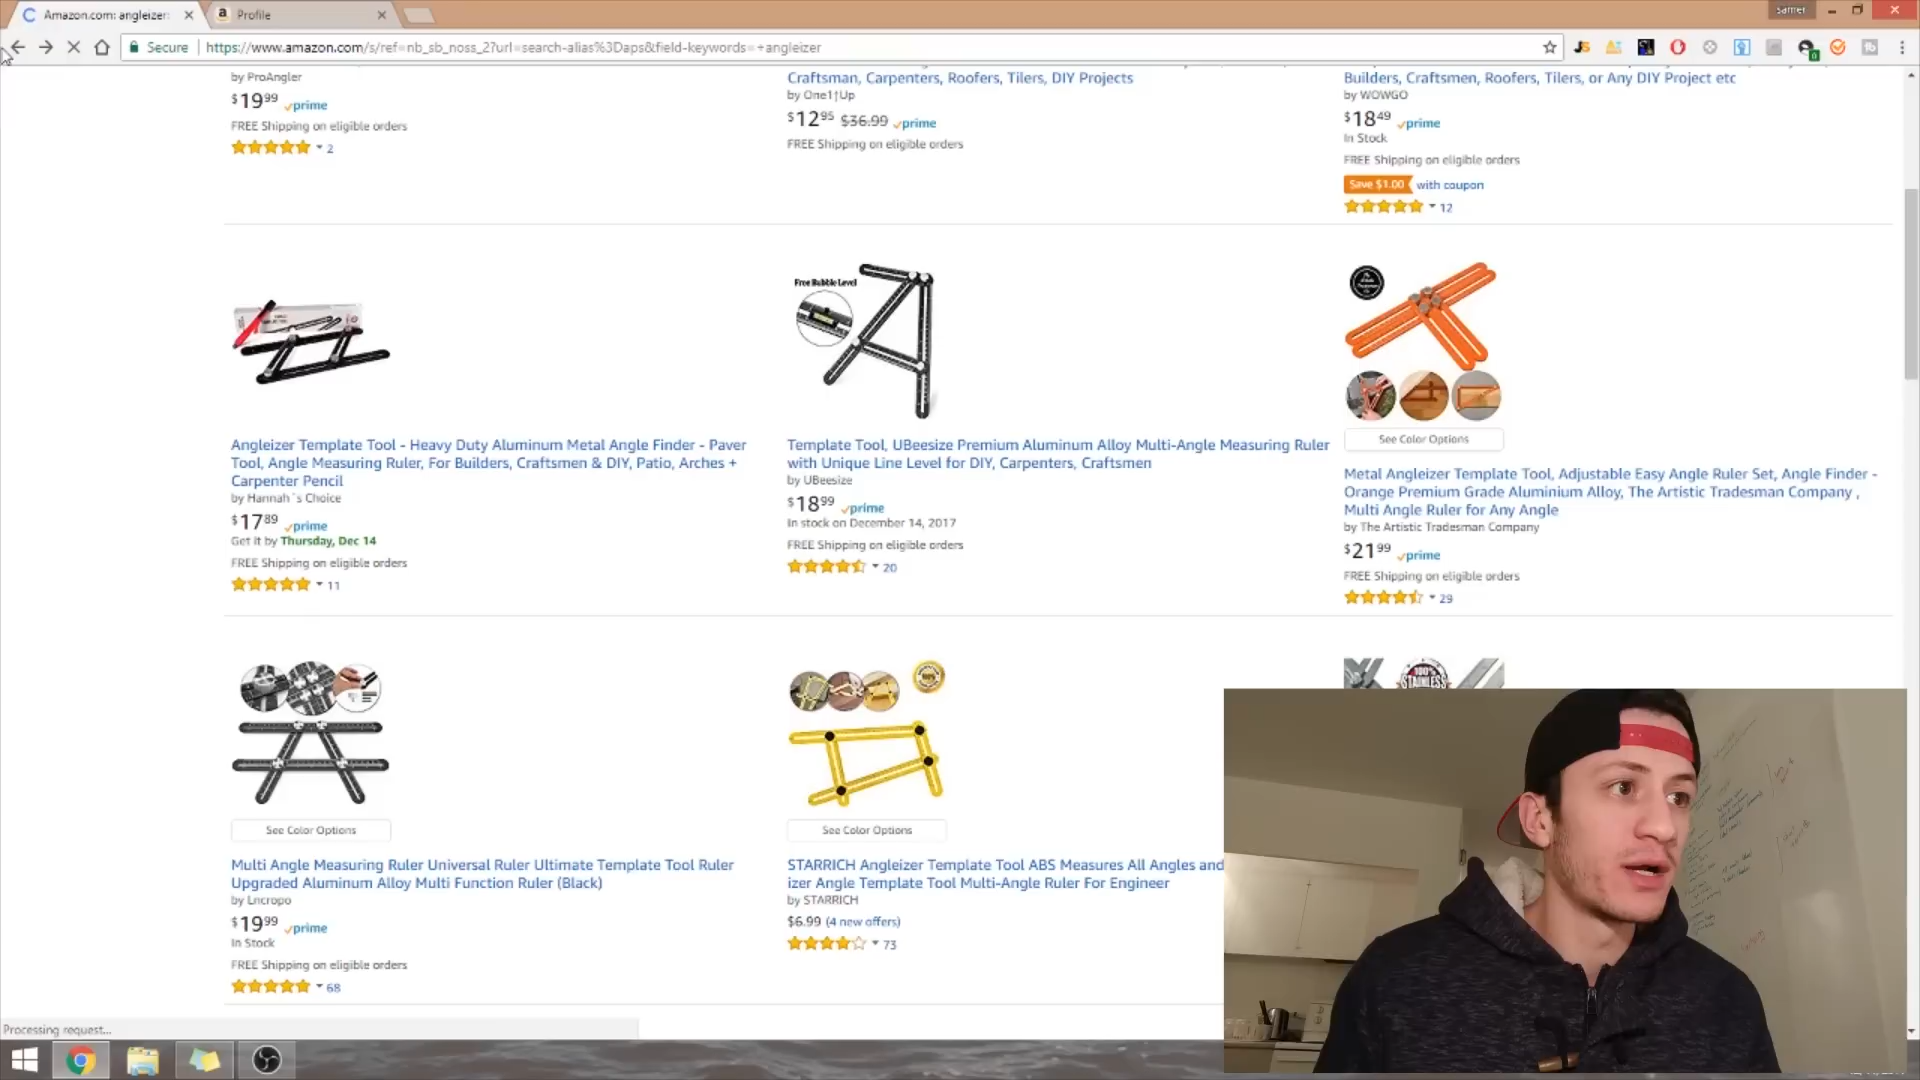 Amazon.com: angleizer:
Profile
samer
Secure
https://www.amazon.com/s/ref=nb_sb_noss_2?url=search-alias%3Daps&field-keywords=+angleizer
by ProAngler
$19 99 prime
FREE Shipping on eligible orders
2
Craftsman, Carpenters, Roofers, Tilers, DIY Projects
by One1↑Up
$12 95 $36.99 prime
FREE Shipping on eligible orders
Builders, Craftsmen, Roofers, Tilers, or Any DIY Project etc
by WOWGO
$18 49 prime
In Stock
FREE Shipping on eligible orders
Save $1.00 with coupon
12
Angleizer Template Tool - Heavy Duty Aluminum Metal Angle Finder - Paver
Tool, Angle Measuring Ruler, For Builders, Craftsmen & DIY, Patio, Arches +
Carpenter Pencil
by Hannah´s Choice
$17 89 prime
Get it by Thursday, Dec 14
FREE Shipping on eligible orders
11
Free Bubble Level
Template Tool, UBeesize Premium Aluminum Alloy Multi-Angle Measuring Ruler
with Unique Line Level for DIY, Carpenters, Craftsmen
by UBeesize
$18 99 prime
In stock on December 14, 2017
FREE Shipping on eligible orders
20
See Color Options
Metal Angleizer Template Tool, Adjustable Easy Angle Ruler Set, Angle Finder -
Orange Premium Grade Aluminium Alloy, The Artistic Tradesman Company ,
Multi Angle Ruler for Any Angle
by The Artistic Tradesman Company
$21 99 prime
FREE Shipping on eligible orders
29
See Color Options
Multi Angle Measuring Ruler Universal Ruler Ultimate Template Tool Ruler
Upgraded Aluminum Alloy Multi Function Ruler (Black)
by Lncropo
$19 99 prime
In Stock
FREE Shipping on eligible orders
68
See Color Options
STARRICH Angleizer Template Tool ABS Measures All Angles and
izer Angle Template Tool Multi-Angle Ruler For Engineer
by STARRICH
$6.99 (4 new offers)
73
100%
STAINLESS
Processing request...